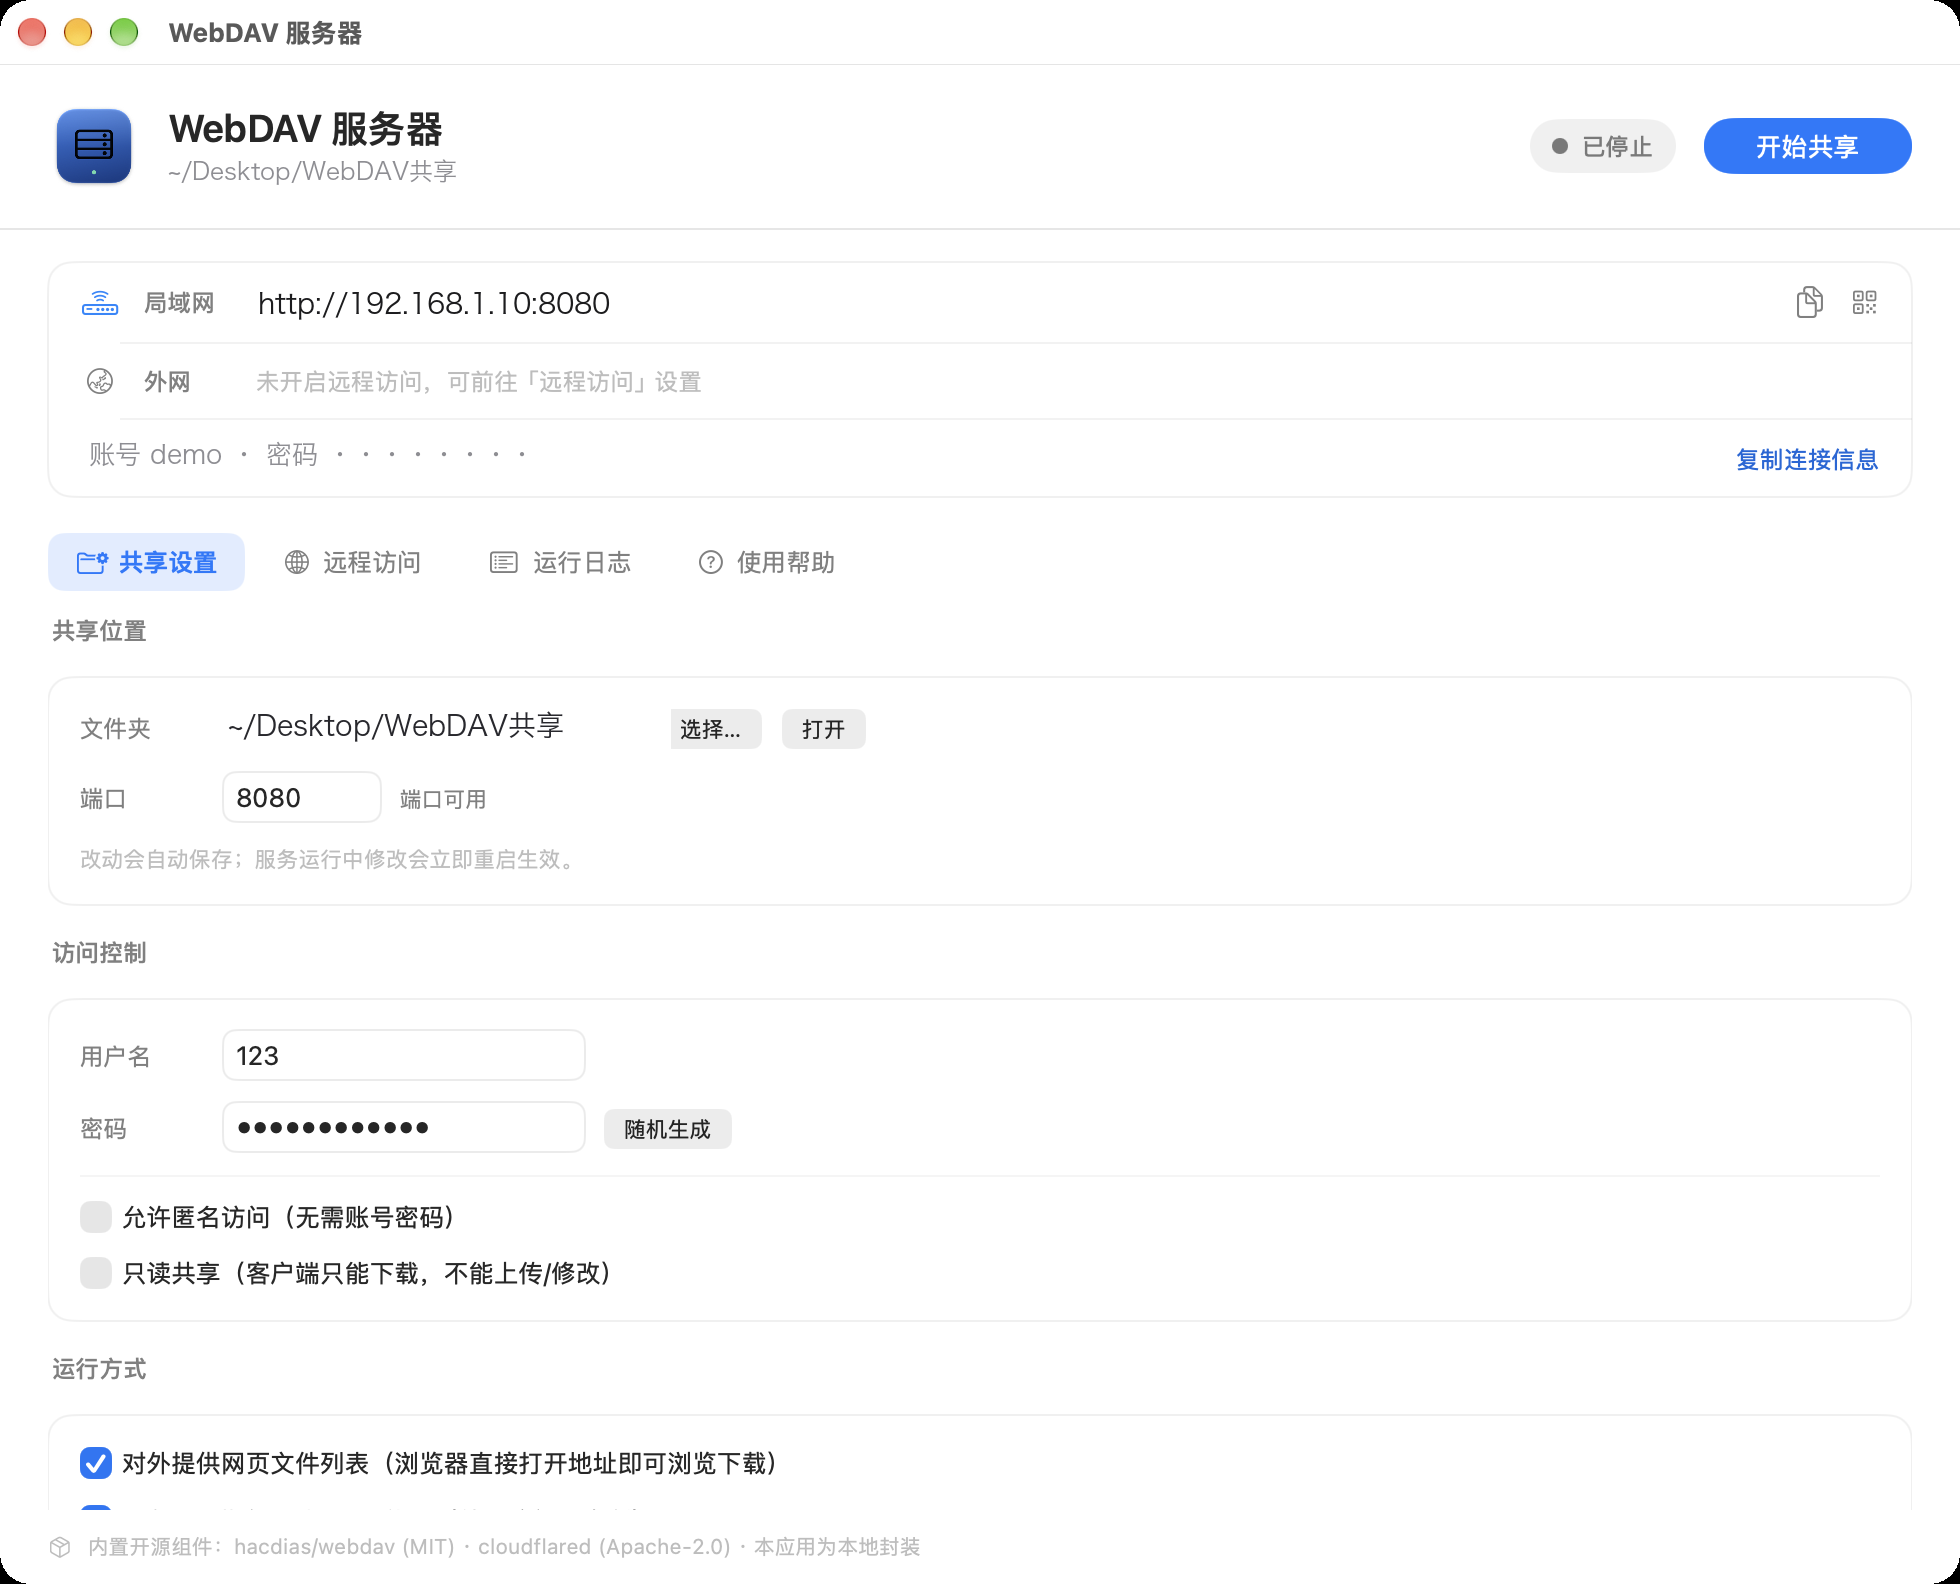 WebDAV 服务器
WebDAV 服务器
~/Desktop/WebDAV共享
已停止
开始共享
局域网 http://192.168.1.10:8080
外网 未开启远程访问，可前往「远程访问」设置
账号 demo · 密码 · · · · · · · ·
复制连接信息
共享设置 远程访问 运行日志 使用帮助
共享位置
文件夹 ~/Desktop/WebDAV共享 选择... 打开
端口 8080 端口可用
改动会自动保存；服务运行中修改会立即重启生效。
访问控制
用户名 123
密码 •••••••••••• 随机生成
允许匿名访问（无需账号密码）
只读共享（客户端只能下载，不能上传/修改）
运行方式
对外提供网页文件列表（浏览器直接打开地址即可浏览下载）
内置开源组件：hacdias/webdav (MIT) · cloudflared (Apache-2.0) · 本应用为本地封装